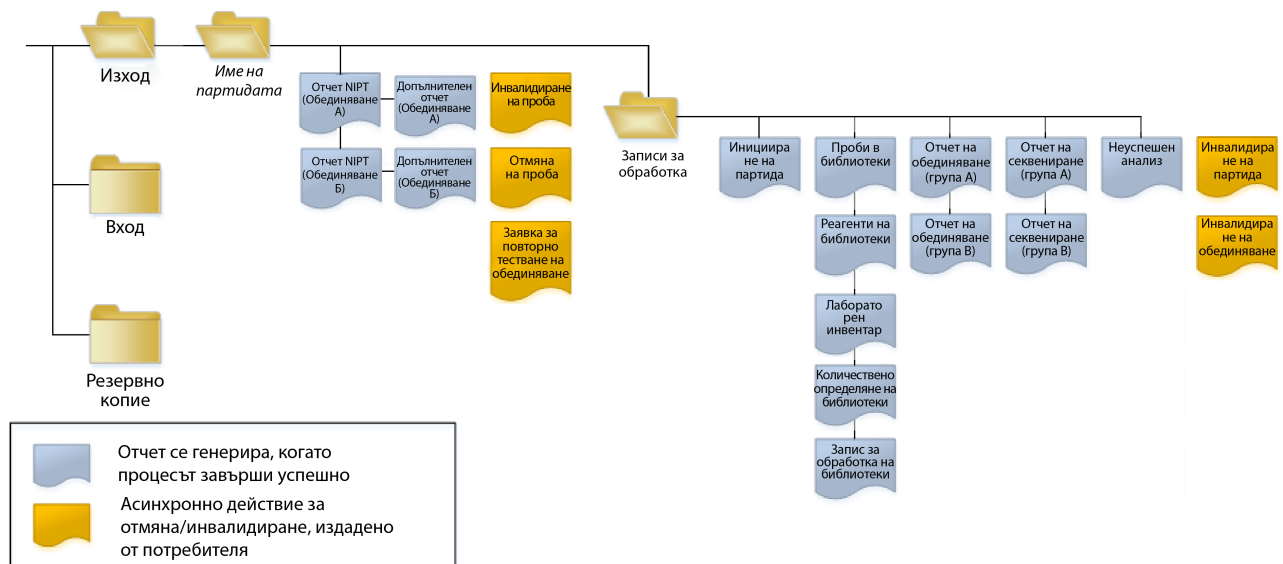 Изход
Име на
партидата
Отчет NIPT
(Обединяване
А)
Допълнителен
отчет
(Обединяване
А)
Инвалидиране
на проба
Отчет NIPT
(Обединяване
Б)
Допълнителен
отчет
(Обединяване
Б)
Отмяна
на проба
Заявка за
повторно
тестване на
обединяване
Записи за
обработка
Инициира
не на
партида
Проби в
библиотеки
Отчет на
обединяване
(група A)
Отчет на
секвениране
(група A)
Неуспешен
анализ
Инвалидира
не на
партида
Реагенти на
библиотеки
Отчет на
обединяване
(група B)
Отчет на
секвениране
(група B)
Инвалидира
не на
обединяване
Лаборато
рен
инвентар
Количествено
определяне на
библиотеки
Запис за
обработка на
библиотеки
Вход
Резервно
копие
Отчет се генерира, когато
процесът завърши успешно
Асинхронно действие за
отмяна/инвалидиране, издадено
от потребителя